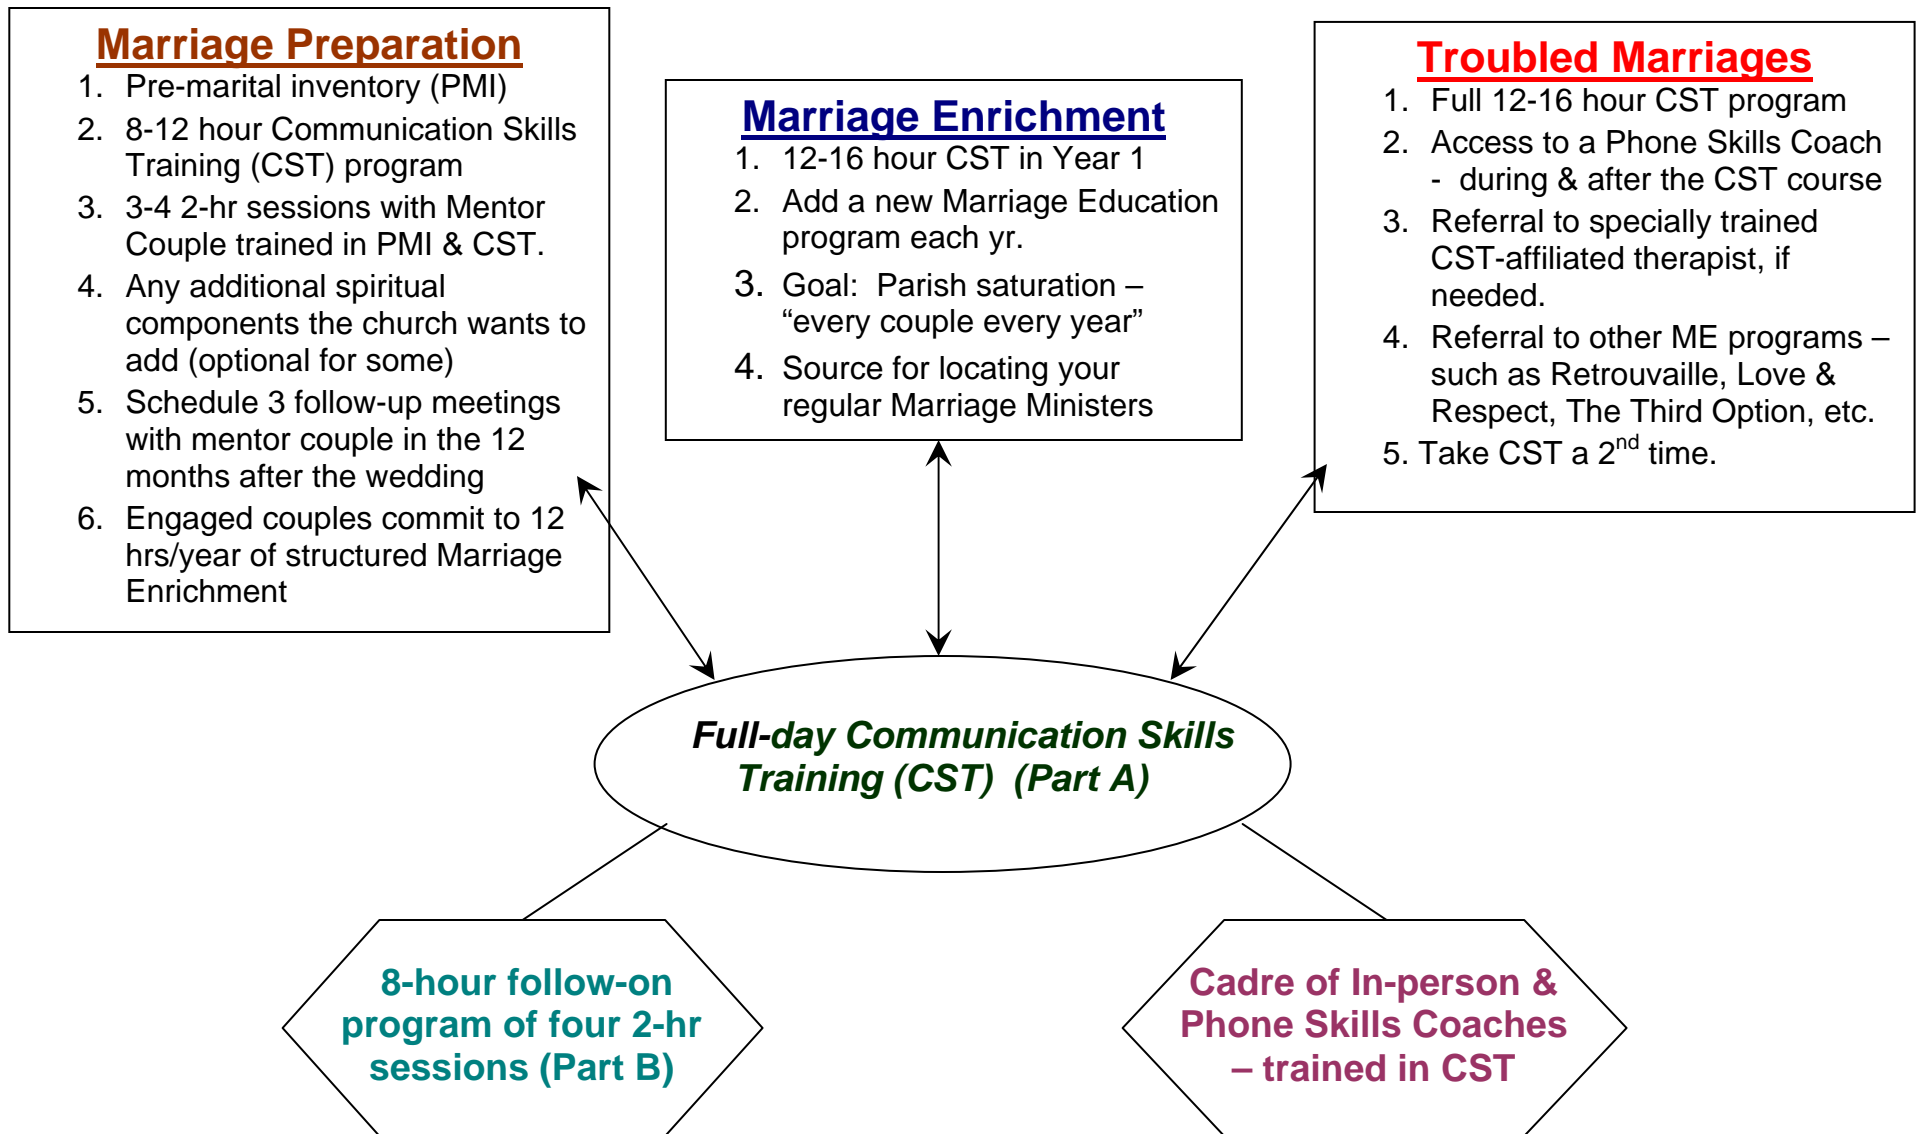 Marriage Preparation
1. Pre-marital inventory (PMI)
2. 8-12 hour Communication Skills
Training (CST) program
3. 3-4 2-hr sessions with Mentor
Couple trained in PMI & CST.
4. Any additional spiritual
components the church wants to
add (optional for some)
5. Schedule 3 follow-up meetings
with mentor couple in the 12
months after the wedding
6. Engaged couples commit to 12
hrs/year of structured Marriage
Enrichment
Marriage Enrichment
1. 12-16 hour CST in Year 1
2. Add a new Marriage Education
program each yr.
3. Goal: Parish saturation –
“every couple every year”
4. Source for locating your
regular Marriage Ministers
Troubled Marriages
1. Full 12-16 hour CST program
2. Access to a Phone Skills Coach
- during & after the CST course
3. Referral to specially trained
CST-affiliated therapist, if
needed.
4. Referral to other ME programs –
such as Retrouvaille, Love &
Respect, The Third Option, etc.
5. Take CST a 2nd time.
Full-day Communication Skills
Training (CST) (Part A)
8-hour follow-on
program of four 2-hr
sessions (Part B)
Cadre of In-person &
Phone Skills Coaches
– trained in CST